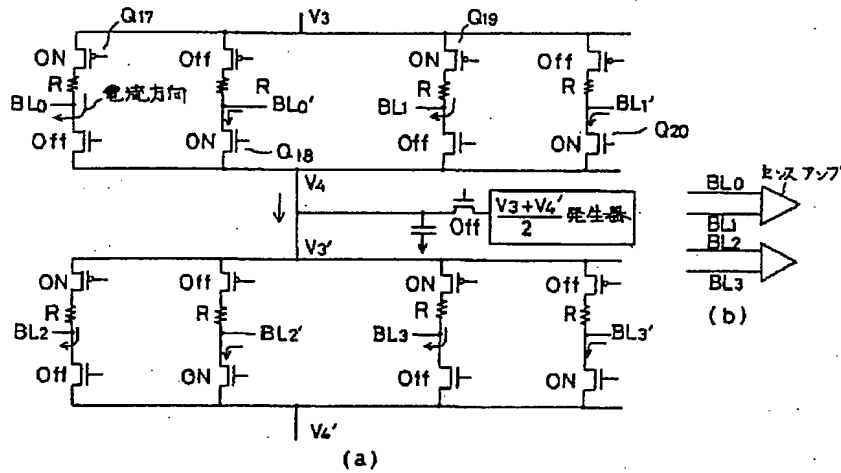 Q17
V3
Q19
ON
Off
ON
Off
R
R
R
R
BL0
電流方向
BL0'
BL1
BL1'
Off
ON
Off
ON
Q18
Q20
V4
V3+V4'
2
発生器
Off
V3'
BL0
センスアンプ
BL1
BL2
BL3
(b)
ON
Off
ON
Off
R
R
R
R
BL2
BL2'
BL3
BL3'
Off
ON
Off
ON
V4'
(a)